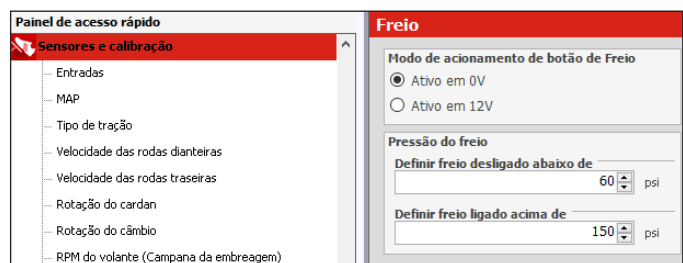 Painel de acesso rápido
Sensores e calibração
Entradas
MAP
Tipo de tração
Velocidade das rodas dianteiras
Velocidade das rodas traseiras
Rotação do cardan
Rotação do câmbio
RPM do volante (Campana da embreagem)
Freio
Modo de acionamento de botão de Freio
Ativo em 0V
Ativo em 12V
Pressão do freio
Definir freio desligado abaixo de
60 psi
Definir freio ligado acima de
150 psi